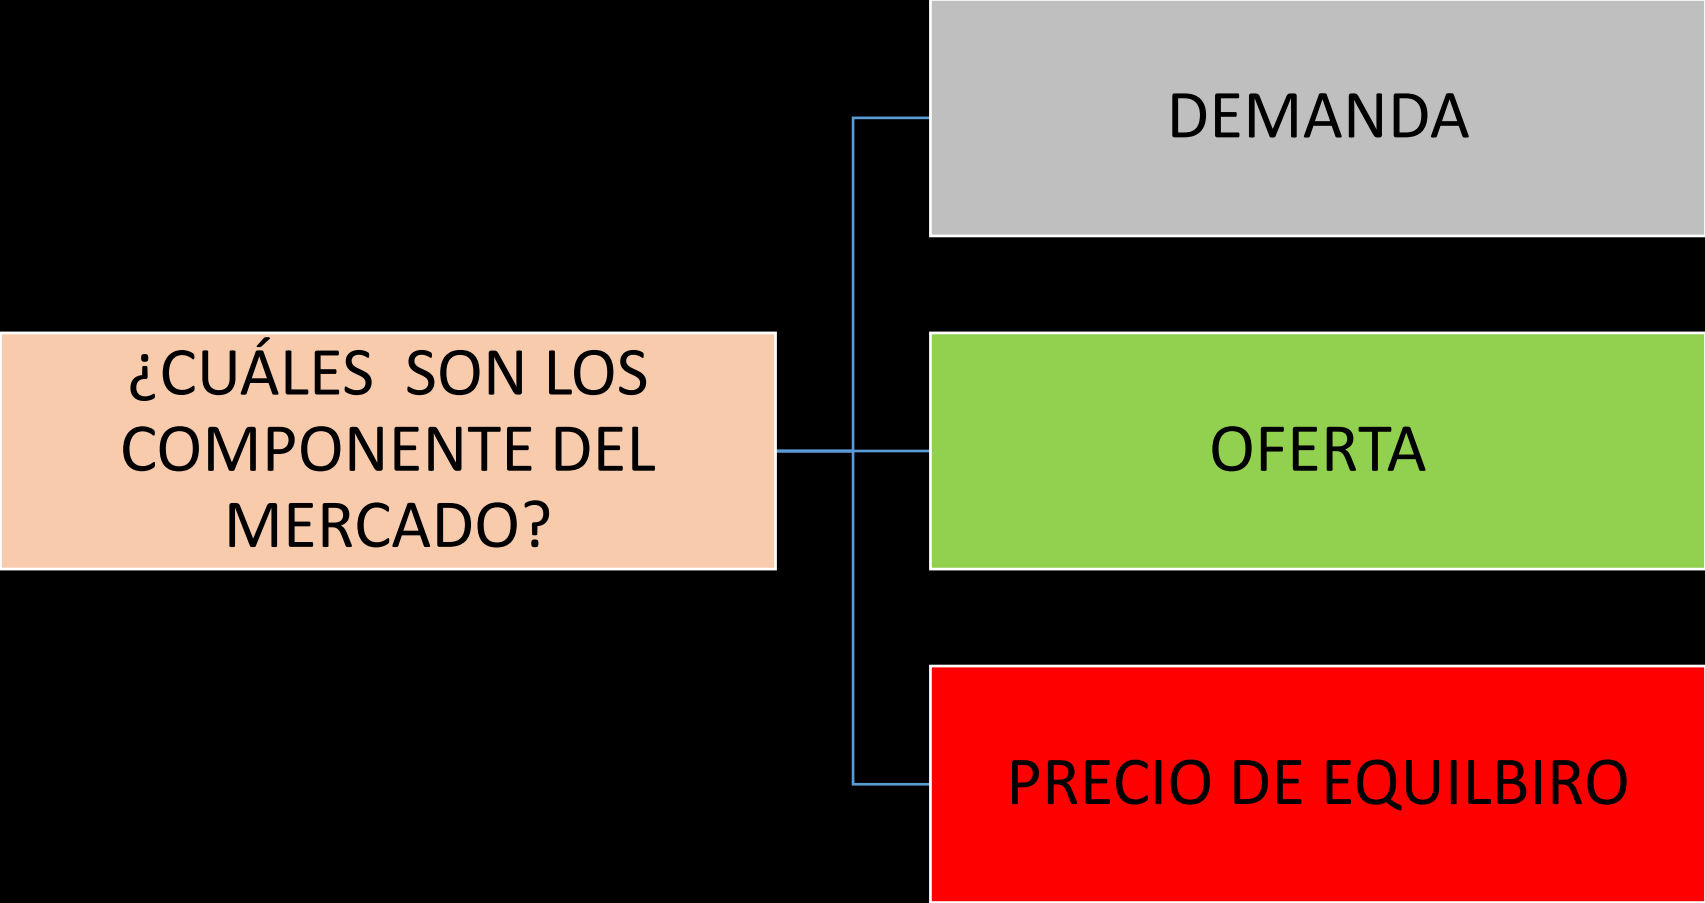 ¿CUÁLES  SON LOS
COMPONENTE DEL
MERCADO?
DEMANDA
OFERTA
PRECIO DE EQUILBIRO